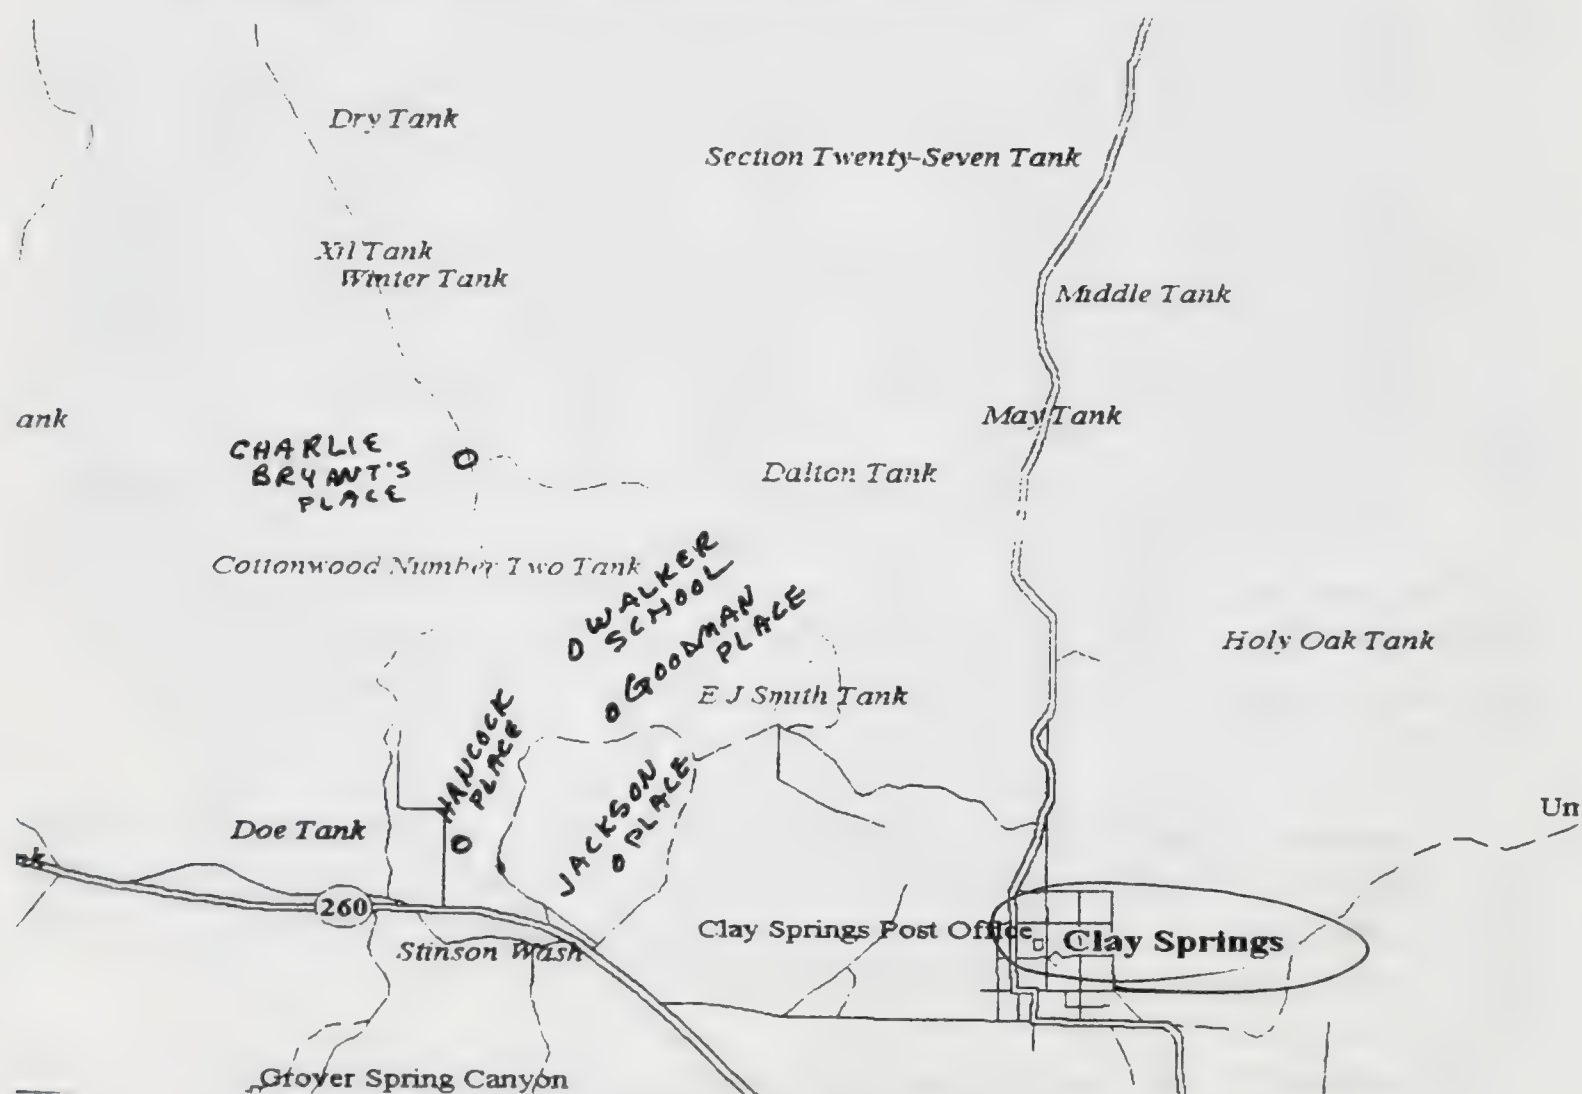 Dry Tank
Section Twenty-Seven Tank
Xil Tank
Winter Tank
Middle Tank
May Tank
ank
CHARLIE
BRYANT'S
PLACE
Dalton Tank
Cottonwood Number Two Tank
WALKER
SCHOOL
GOODMAN
PLACE
Holy Oak Tank
E J Smith Tank
HANCOCK
PLACE
JACKSON
PLACE
Un
Doe Tank
nk
260
Clay Springs Post Office
Clay Springs
Stinson Wash
Grover Spring Canyon